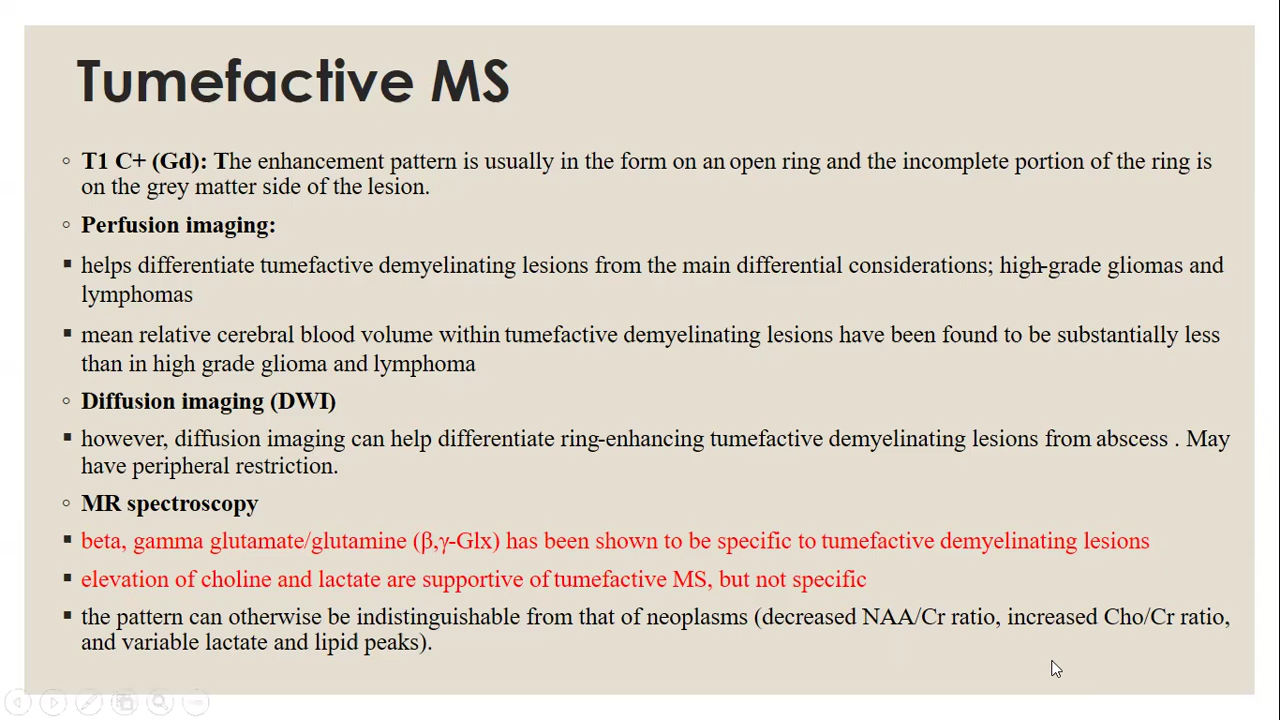 Tumefactive MS
◦ T1 C+ (Gd): The enhancement pattern is usually in the form on an open ring and the incomplete portion of the ring is
on the grey matter side of the lesion.
◦ Perfusion imaging:
▪ helps differentiate tumefactive demyelinating lesions from the main differential considerations; high-grade gliomas and
lymphomas
▪ mean relative cerebral blood volume within tumefactive demyelinating lesions have been found to be substantially less
than in high grade glioma and lymphoma
◦ Diffusion imaging (DWI)
▪ however, diffusion imaging can help differentiate ring-enhancing tumefactive demyelinating lesions from abscess . May
have peripheral restriction.
◦ MR spectroscopy
▪ beta, gamma glutamate/glutamine (β,γ-Glx) has been shown to be specific to tumefactive demyelinating lesions
▪ elevation of choline and lactate are supportive of tumefactive MS, but not specific
▪ the pattern can otherwise be indistinguishable from that of neoplasms (decreased NAA/Cr ratio, increased Cho/Cr ratio,
and variable lactate and lipid peaks).